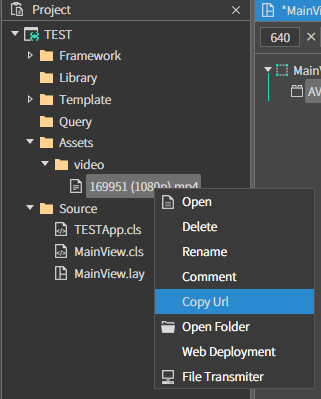 Project
*MainView
TEST
640
Framework
MainV
Library
AV
Template
Query
Assets
video
169951 (1080p).mp4
Open
Source
Delete
TESTApp.cls
Rename
MainView.cls
Comment
MainView.lay
Copy Url
Open Folder
Web Deployment
File Transmiter